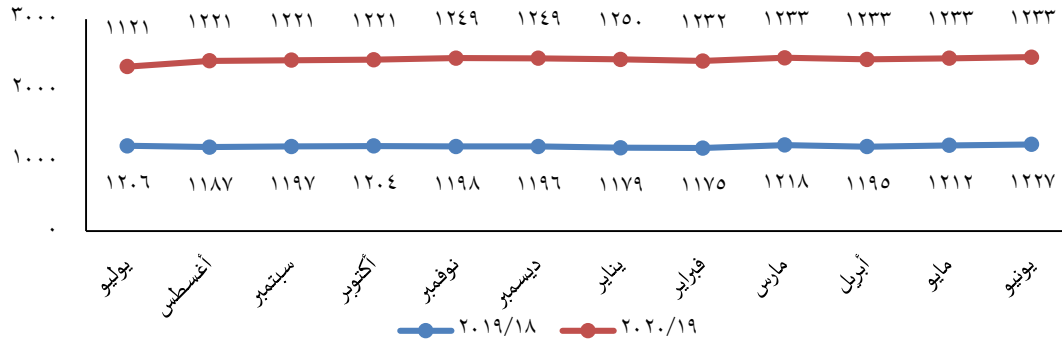 ٣٠٠٠
٢٠٠٠
١٠٠٠
٠
١١٢١ ١٢٢١ ١٢٢١ ١٢٢١ ١٢٤٩ ١٢٤٩ ١٢٥٠ ١٢٣٢ ١٢٣٣ ١٢٣٣ ١٢٣٣ ١٢٣٣
١٢٠٦ ١١٨٧ ١١٩٧ ١٢٠٤ ١١٩٨ ١١٩٦ ١١٧٩ ١١٧٥ ١٢١٨ ١١٩٥ ١٢١٢ ١٢٢٧
يوليو
أغسطس
سبتمبر
أكتوبر
نوفمبر
ديسمبر
يناير
فبراير
مارس
أبريل
مايو
يونيو
٢٠١٩/١٨
٢٠٢٠/١٩